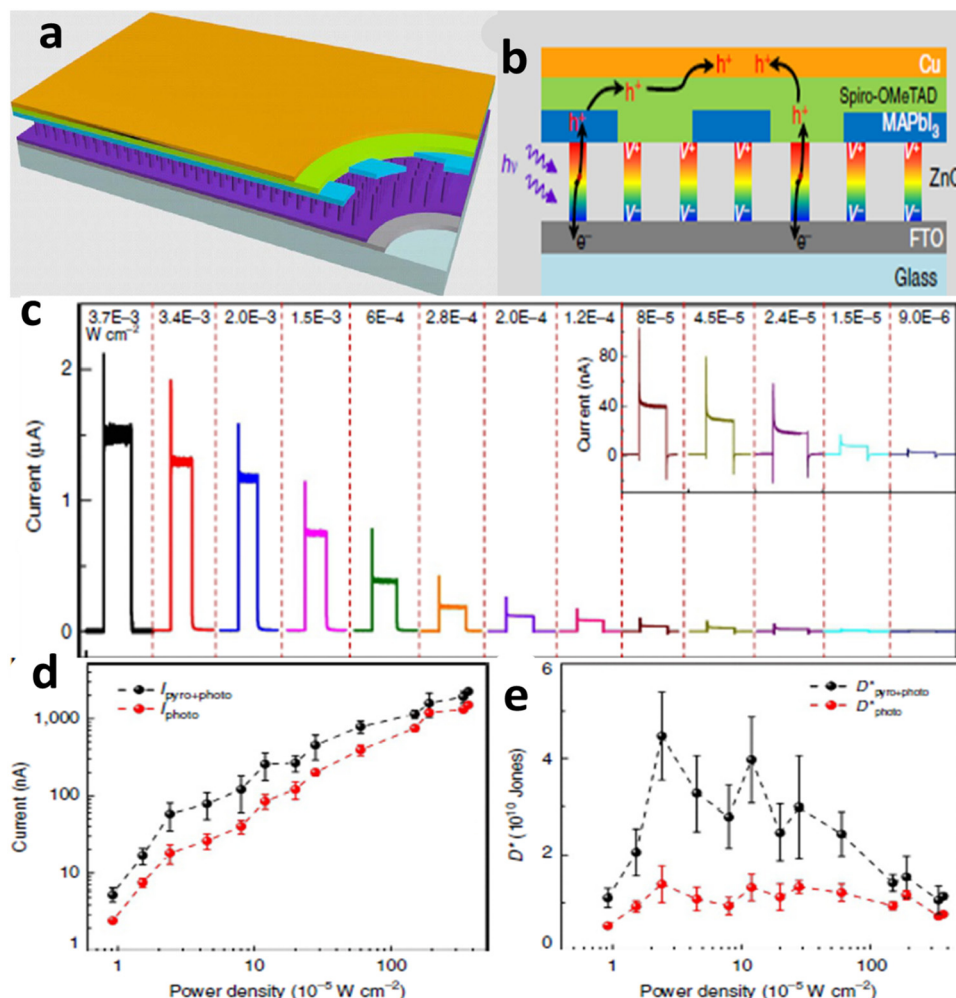 a
b
Cu
h⁺ h⁺
h⁺
Spiro-OMeTAD
h⁺ h⁺ MAPbI₃
hν
V⁺ V⁺ V⁺ V⁺ V⁺
ZnO
V⁻ V⁻ V⁻ V⁻ V⁻
e⁻ e⁻ FTO
Glass
c
3.7E–3 3.4E–3 2.0E–3 1.5E–3 6E–4 2.8E–4 2.0E–4 1.2E–4 8E–5 4.5E–5 2.4E–5 1.5E–5 9.0E–6
W cm⁻²
Current (μA)
2
1
0
Current (nA)
80
40
0
d
I pyro+photo
I photo
Current (nA)
1,000
100
10
1
1 10 100
Power density (10⁻⁵ W cm⁻²)
e
D* pyro+photo
D* photo
D* (10¹⁰ Jones)
6
4
2
0
1 10 100
Power density (10⁻⁵ W cm⁻²)